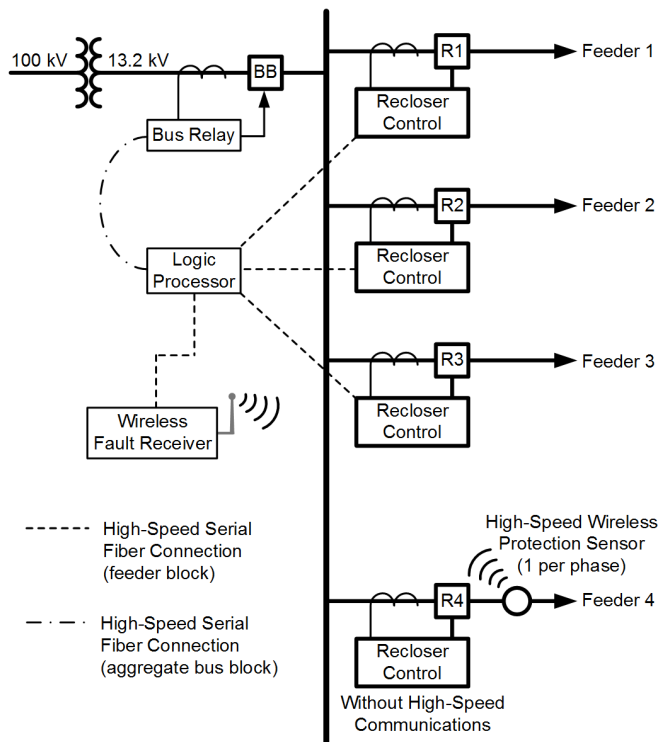 100 kV
13.2 kV
BB
Bus Relay
R1
Feeder 1
Recloser
Control
R2
Feeder 2
Recloser
Control
Logic
Processor
R3
Feeder 3
Recloser
Control
Wireless
Fault Receiver
High-Speed Serial
Fiber Connection
(feeder block)
High-Speed Serial
Fiber Connection
(aggregate bus block)
High-Speed Wireless
Protection Sensor
(1 per phase)
R4
Feeder 4
Recloser
Control
Without High-Speed
Communications